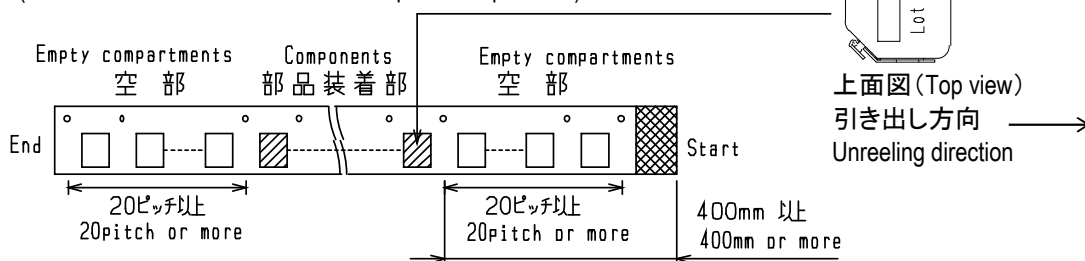 Lot
Empty compartments
空 部
Components
部品装着部
Empty compartments
空 部
上面図(Top view)
引き出し方向
Unreeling direction
End
Start
20ピッチ以上
20pitch or more
20ピッチ以上
20pitch or more
400mm 以上
400mm or more